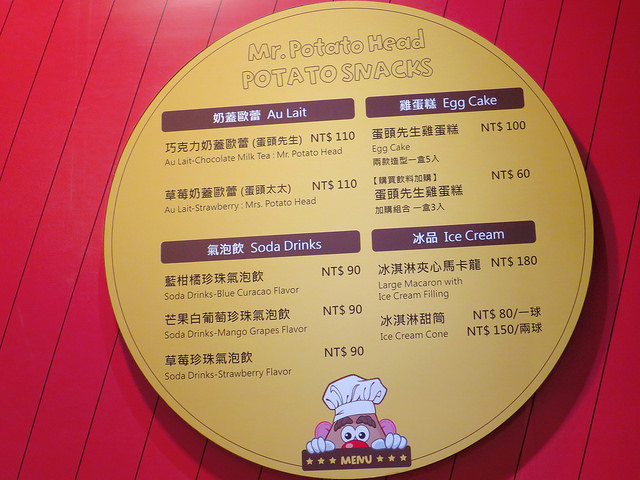 Mr. Potato Head
POTATO SNACKS
奶蓋歐蕾 Au Lait
巧克力奶蓋歐蕾 (蛋頭先生) NT$ 110
Au Lait-Chocolate Milk Tea : Mr. Potato Head
草莓奶蓋歐蕾 (蛋頭太太) NT$ 110
Au Lait-Strawberry : Mrs. Potato Head
氣泡飲 Soda Drinks
藍柑橘珍珠氣泡飲 NT$ 90
Soda Drinks-Blue Curacao Flavor
芒果白葡萄珍珠氣泡飲 NT$ 90
Soda Drinks-Mango Grapes Flavor
草莓珍珠氣泡飲 NT$ 90
Soda Drinks-Strawberry Flavor
雞蛋糕 Egg Cake
蛋頭先生雞蛋糕 NT$ 100
Egg Cake
兩款造型一盒5入
【購買飲料加購】 NT$ 60
蛋頭先生雞蛋糕
加購組合 一盒3入
冰品 Ice Cream
冰淇淋夾心馬卡龍 NT$ 180
Large Macaron with
Ice Cream Filling
冰淇淋甜筒 NT$ 80/一球
Ice Cream Cone NT$ 150/兩球
★ ★ ★ MENU ★ ★ ★